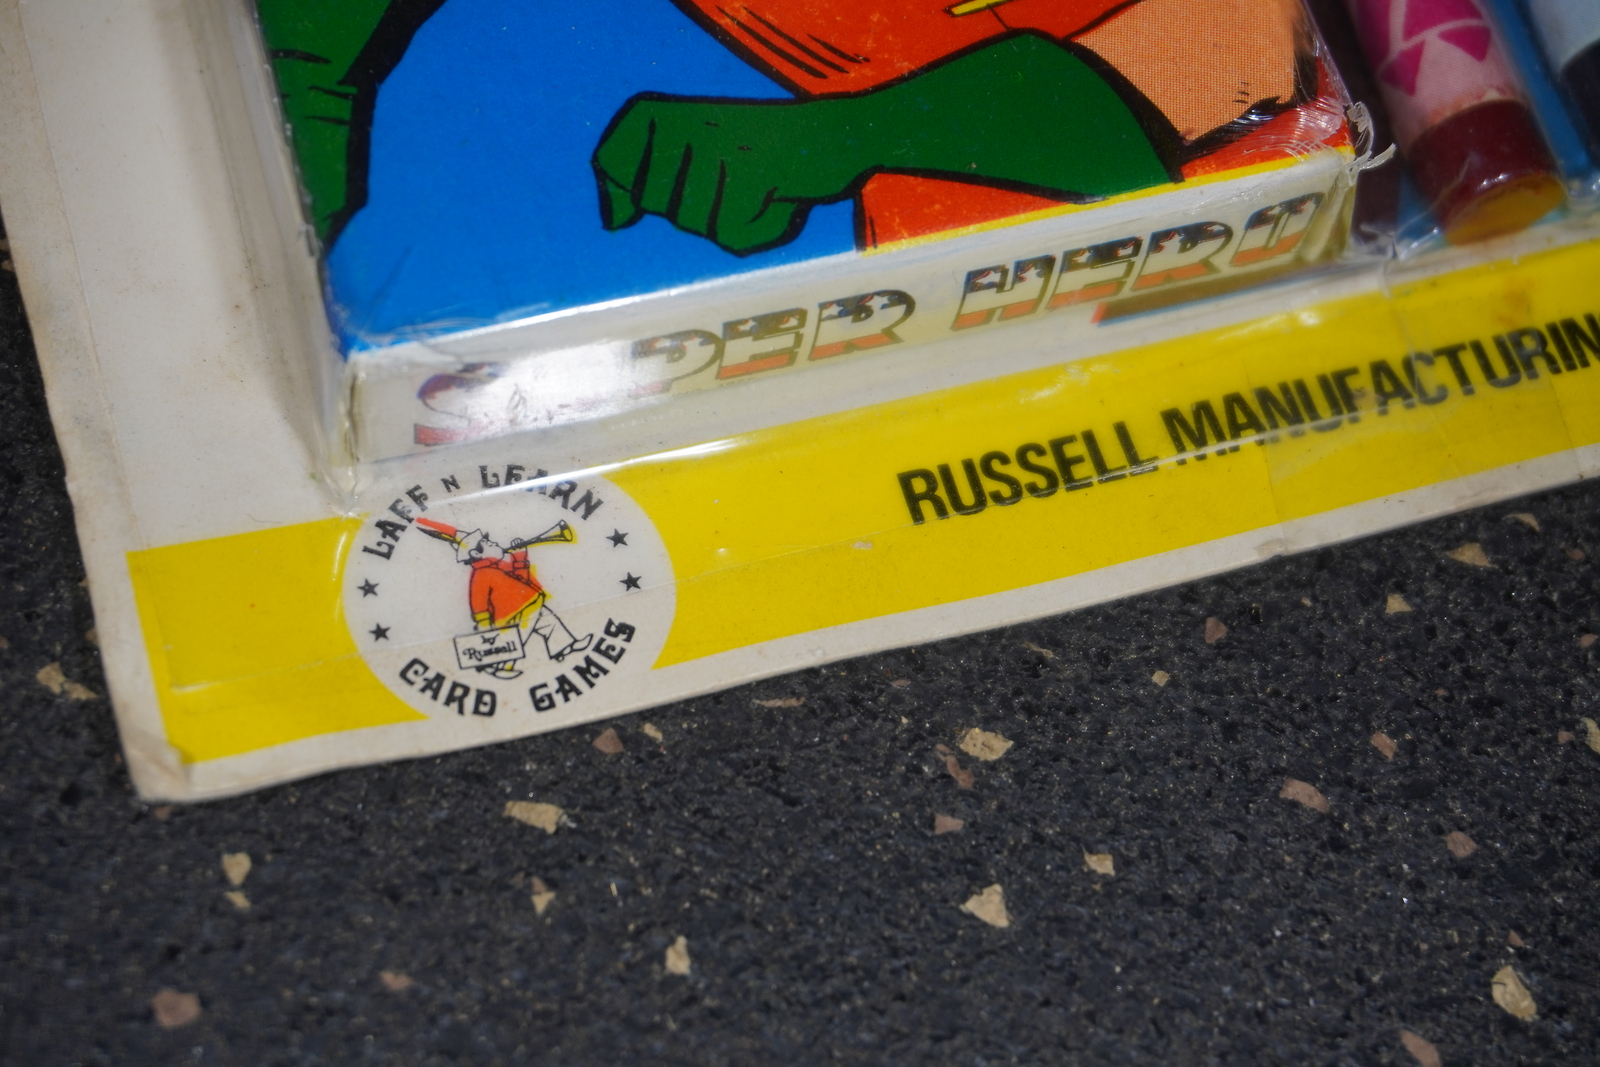 SUPER HERO
RUSSELL MANUFACTURIN
LAFF N LEARN
by
Russell
CARD GAMES